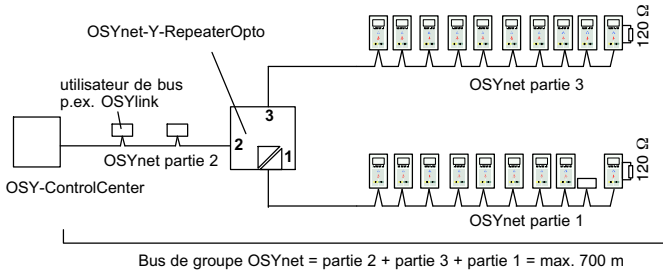 OSYnet-Y-RepeaterOpto
120 Ω
OSYnet partie 3
utilisateur de bus
p.ex. OSYlink
3
2
1
OSYnet partie 2
OSY-ControlCenter
120 Ω
OSYnet partie 1
Bus de groupe OSYnet = partie 2 + partie 3 + partie 1 = max. 700 m